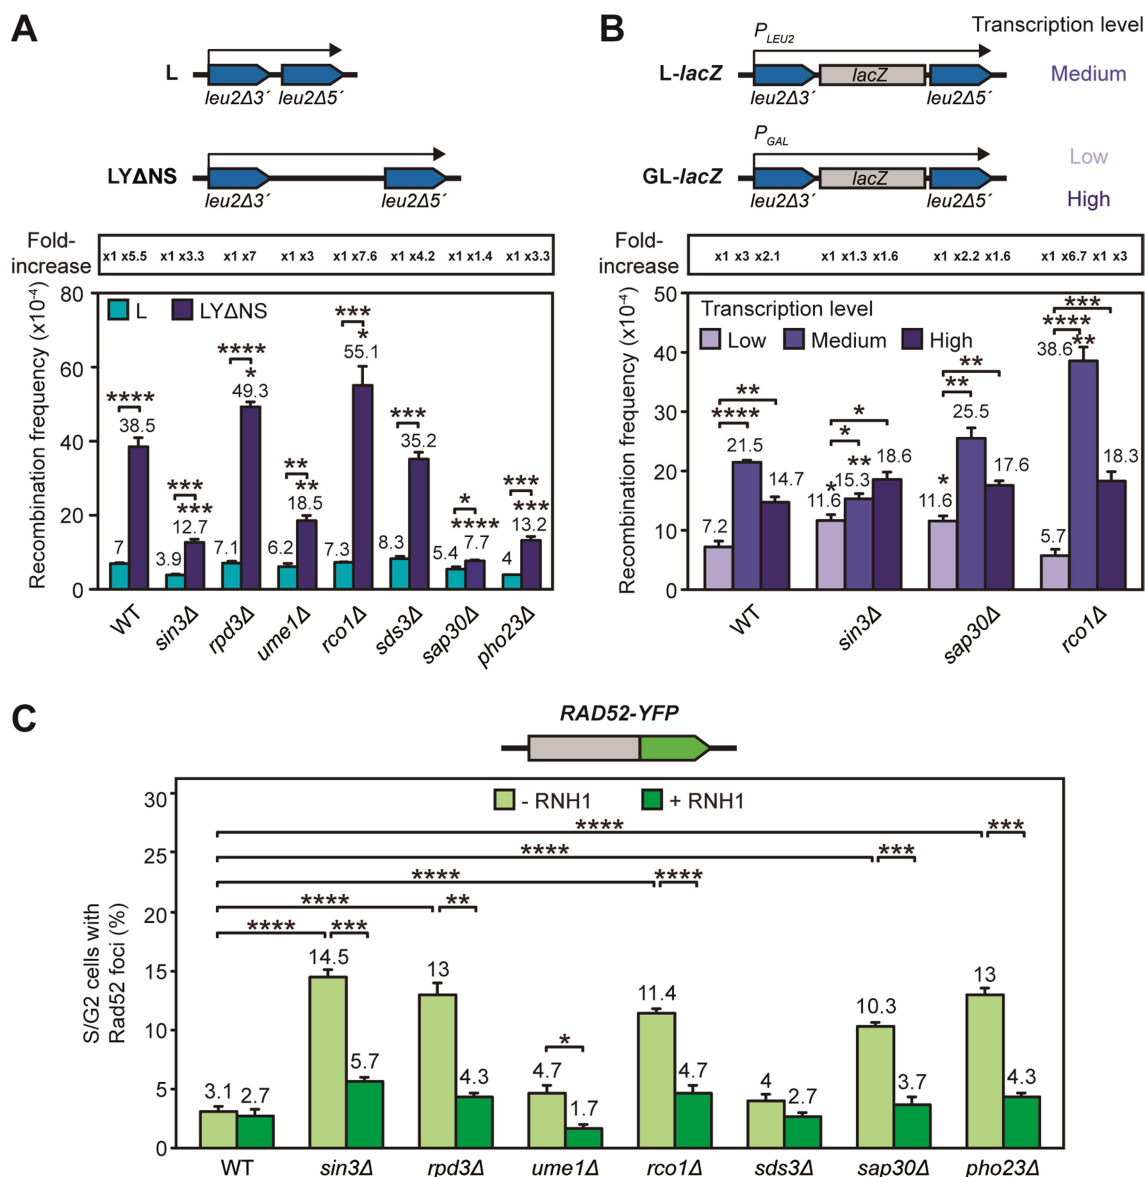 A
L
leu2Δ3´ leu2Δ5´
LYΔNS
leu2Δ3´ leu2Δ5´
Fold-
increase
x1 x5.5 x1 x3.3 x1 x7 x1 x3 x1 x7.6 x1 x4.2 x1 x1.4 x1 x3.3
Recombination frequency (x10⁻⁴)
80
60
40
20
0
L LYΔNS
**** 38.5 7
*** *** 12.7 3.9
**** * 49.3 7.1
** ** 18.5 6.2
*** * 55.1 7.3
*** 35.2 8.3
* **** 7.7 5.4
*** *** 13.2 4
WT sin3Δ rpd3Δ ume1Δ rco1Δ sds3Δ sap30Δ pho23Δ
B
Transcription level
P LEU2
L-lacZ lacZ Medium
leu2Δ3´ leu2Δ5´
P GAL
Low
GL-lacZ lacZ
leu2Δ3´ leu2Δ5´ High
Fold-
increase
x1 x3 x2.1 x1 x1.3 x1.6 x1 x2.2 x1.6 x1 x6.7 x1 x3
Recombination frequency (x10⁻⁴)
50
40
30
20
10
0
Transcription level
Low Medium High
** **** 7.2 21.5 14.7
* * * 11.6 ** 15.3 18.6
** ** * 11.6 25.5 17.6
*** **** ** 5.7 38.6 18.3
WT sin3Δ sap30Δ rco1Δ
C
RAD52-YFP
S/G2 cells with
Rad52 foci (%)
30
25
20
15
10
5
0
- RNH1 + RNH1
**** ***
**** ***
**** ****
**** **
**** ***
*
3.1 2.7
14.5 5.7
13 4.3
4.7 1.7
11.4 4.7
4 2.7
10.3 3.7
13 4.3
WT sin3Δ rpd3Δ ume1Δ rco1Δ sds3Δ sap30Δ pho23Δ